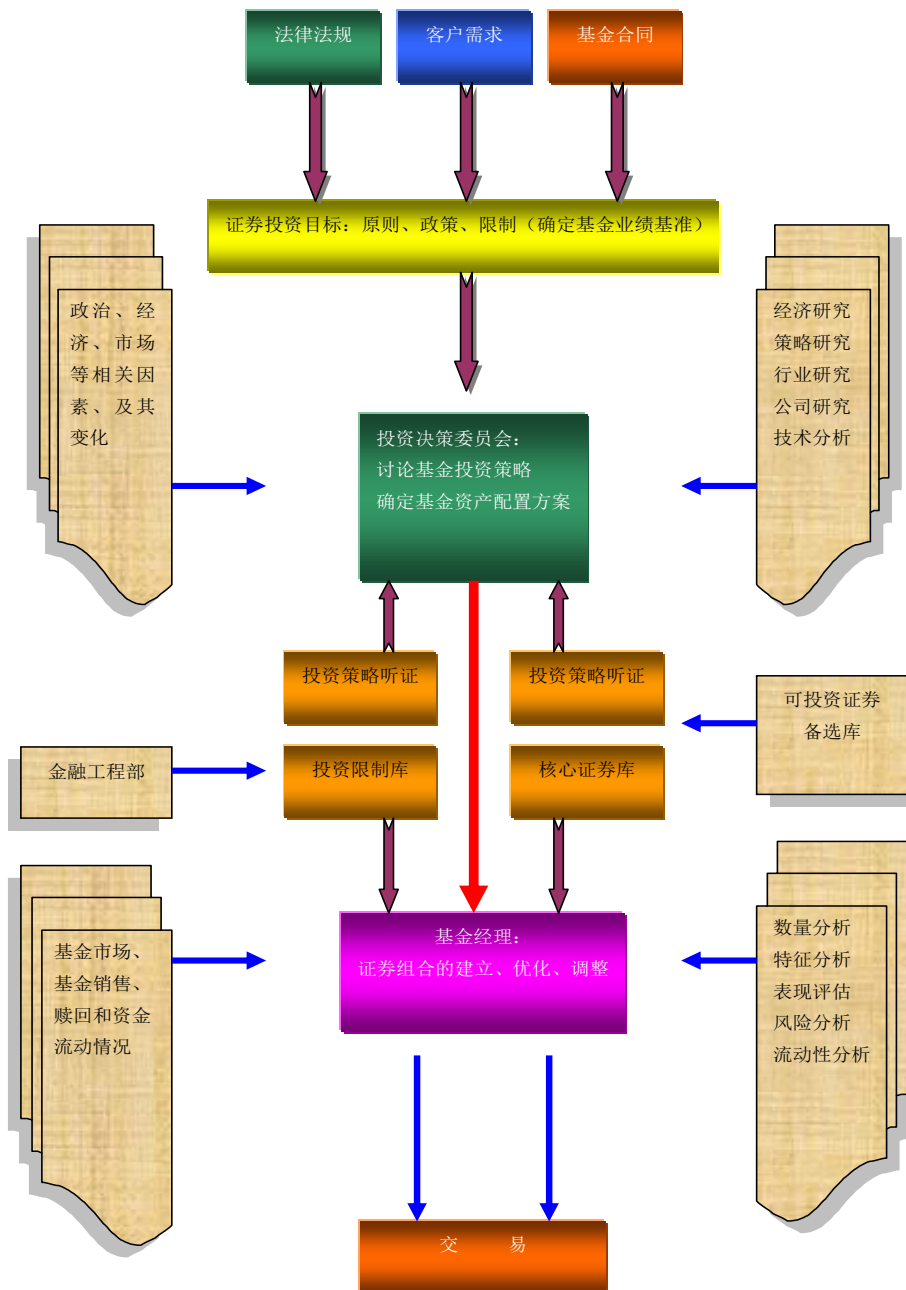 法律法规
客户需求
基金合同
证券投资目标：原则、政策、限制（确定基金业绩基准）
政治、经
济、市场
等相关因
素、及其
变化
经济研究
策略研究
行业研究
公司研究
技术分析
投资决策委员会：
讨论基金投资策略
确定基金资产配置方案
投资策略听证
投资策略听证
可投资证券
备选库
金融工程部
投资限制库
核心证券库
基金市场、
基金销售、
赎回和资金
流动情况
基金经理：
证券组合的建立、优化、调整
数量分析
特征分析
表现评估
风险分析
流动性分析
交 易